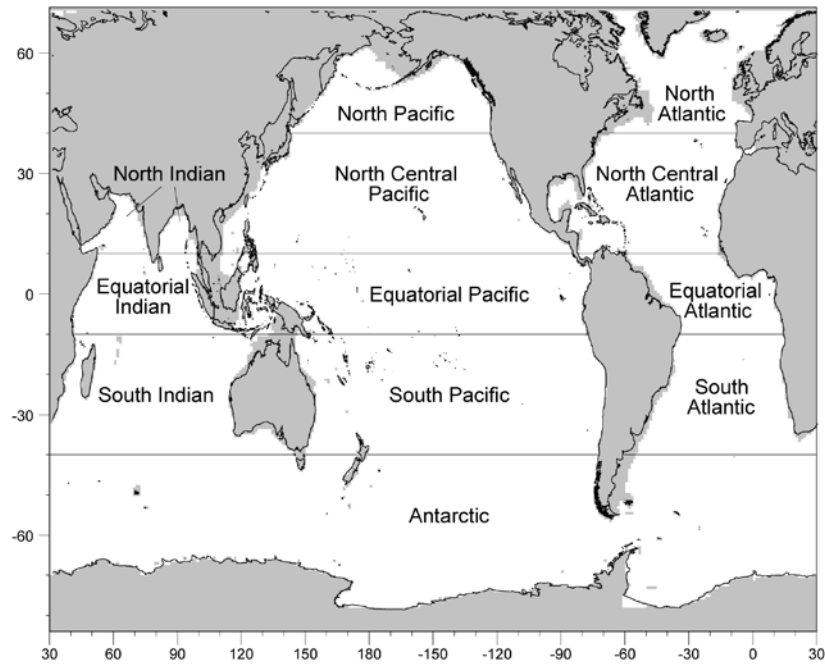 60
North Pacific
North
Atlantic
30
North Indian
North Central
Pacific
North Central
Atlantic
0
Equatorial
Indian
Equatorial Pacific
Equatorial
Atlantic
-30
South Indian
South Pacific
South
Atlantic
-60
Antarctic
30 60 90 120 150 180 -150 -120 -90 -60 -30 0 30